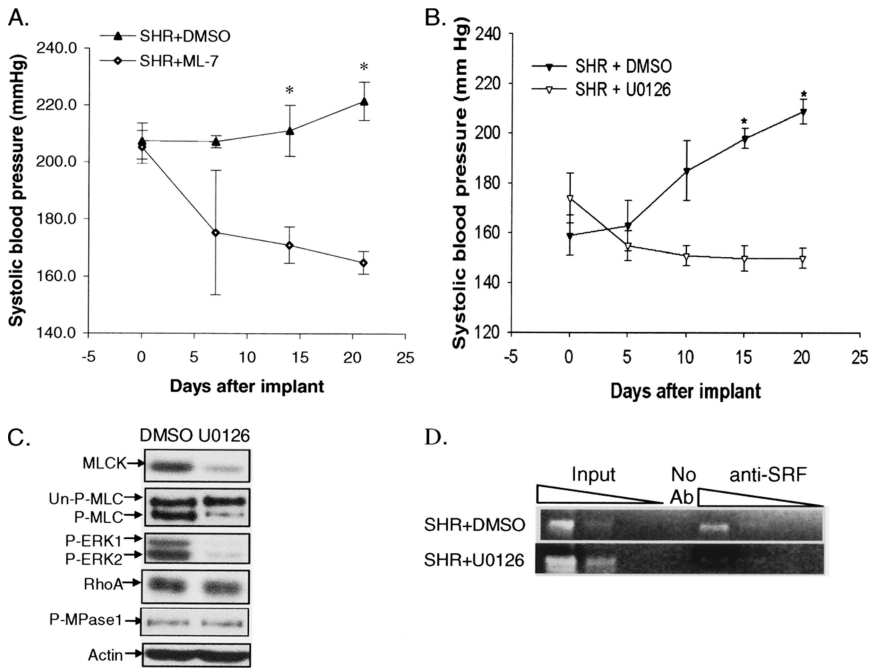 A.
SHR+DMSO
SHR+ML-7
Systolic blood pressure (mmHg)
240.0
220.0
200.0
180.0
160.0
140.0
*
*
-5
0
5
10
15
20
25
Days after implant
B.
SHR + DMSO
SHR + U0126
Systolic blood pressure (mm Hg)
240
220
200
180
160
140
120
*
*
-5
0
5
10
15
20
25
Days after implant
C.
DMSO U0126
MLCK
Un-P-MLC
P-MLC
P-ERK1
P-ERK2
RhoA
P-MPase1
Actin
D.
Input
No
Ab
anti-SRF
SHR+DMSO
SHR+U0126